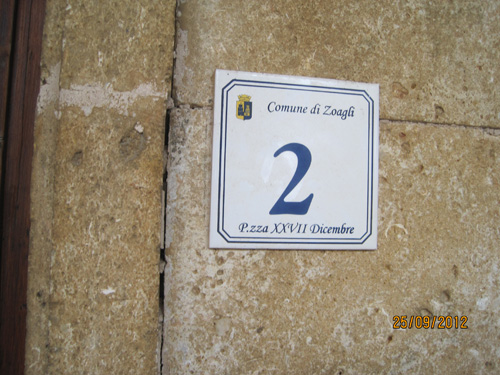 Comune di Zoagli
2
P.zza XXVII Dicembre
25/09/2012